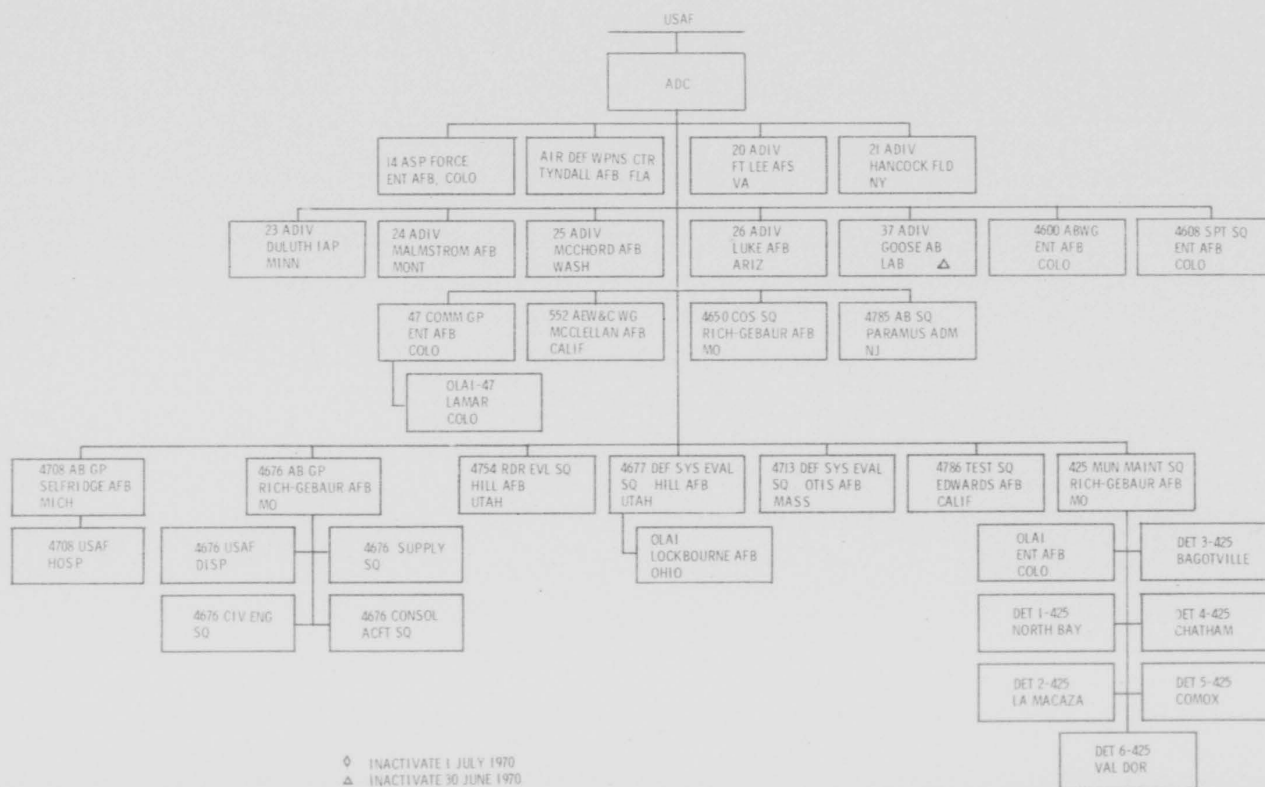 USAF
ADC
14 ASP FORCE
ENT AFB, COLO
AIR DEF WPNS CTR
TYNDALL AFB FLA
20 ADIV
FT LEE AFS
VA
21 ADIV
HANCOCK FLD
NY
23 ADIV
DULUTH IAP
MINN
24 ADIV
MALMSTROM AFB
MONT
25 ADIV
MCCHORD AFB
WASH
26 ADIV
LUKE AFB
ARIZ
37 ADIV
GOOSE AB
LAB △
4600 ABWG
ENT AFB
COLO
4608 SPT SQ
ENT AFB
COLO
47 COMM GP
ENT AFB
COLO
552 AEW&C WG
MCCLELLAN AFB
CALIF
4650 COS SQ
RICH-GEBAUR AFB
MO
4785 AB SQ
PARAMUS ADM
NJ
OLA1-47
LAMAR
COLO
4708 AB GP
SELFRIDGE AFB
MICH
4676 AB GP
RICH-GEBAUR AFB
MO
4754 RDR EVL SQ
HILL AFB
UTAH
4677 DEF SYS EVAL
SQ HILL AFB
UTAH
4713 DEF SYS EVAL
SQ OTIS AFB
MASS
4786 TEST SQ
EDWARDS AFB
CALIF
425 MUN MAINT SQ
RICH-GEBAUR AFB
MO
4708 USAF
HOSP
4676 USAF
DISP
4676 SUPPLY
SQ
4676 CIV ENG
SQ
4676 CONSOL
ACFT SQ
OLA1
LOCKBOURNE AFB
OHIO
OLA1
ENT AFB
COLO
DET 3-425
BAGOTVILLE
DET 1-425
NORTH BAY
DET 4-425
CHATHAM
DET 2-425
LA MACAZA
DET 5-425
COMOX
DET 6-425
VAL DOR
◊ INACTIVATE 1 JULY 1970
△ INACTIVATE 30 JUNE 1970